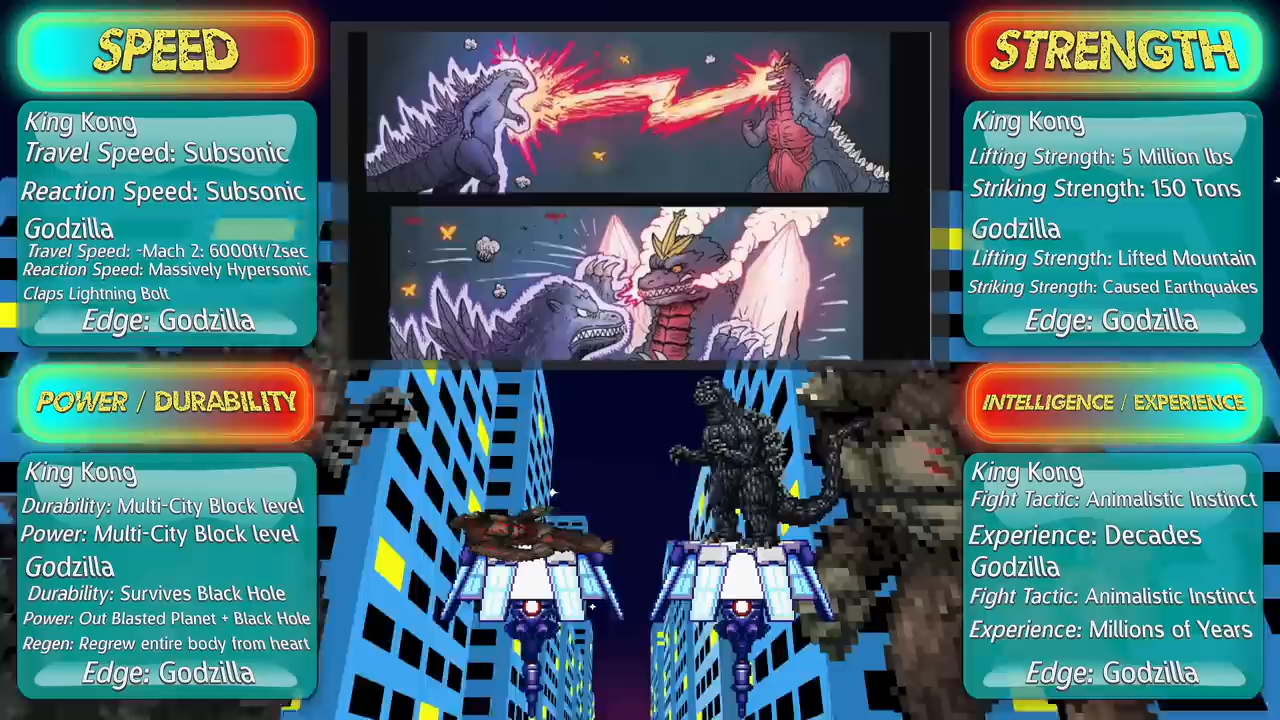 SPEED
King Kong
Travel Speed: Subsonic
Reaction Speed: Subsonic
Godzilla
Travel Speed: ~Mach 2: 6000ft/2sec
Reaction Speed: Massively Hypersonic
Claps Lightning Bolt
Edge: Godzilla
STRENGTH
King Kong
Lifting Strength: 5 Million lbs
Striking Strength: 150 Tons
Godzilla
Lifting Strength: Lifted Mountain
Striking Strength: Caused Earthquakes
Edge: Godzilla
POWER / DURABILITY
King Kong
Durability: Multi-City Block level
Power: Multi-City Block level
Godzilla
Durability: Survives Black Hole
Power: Out Blasted Planet + Black Hole
Regen: Regrew entire body from heart
Edge: Godzilla
INTELLIGENCE / EXPERIENCE
King Kong
Fight Tactic: Animalistic Instinct
Experience: Decades
Godzilla
Fight Tactic: Animalistic Instinct
Experience: Millions of Years
Edge: Godzilla